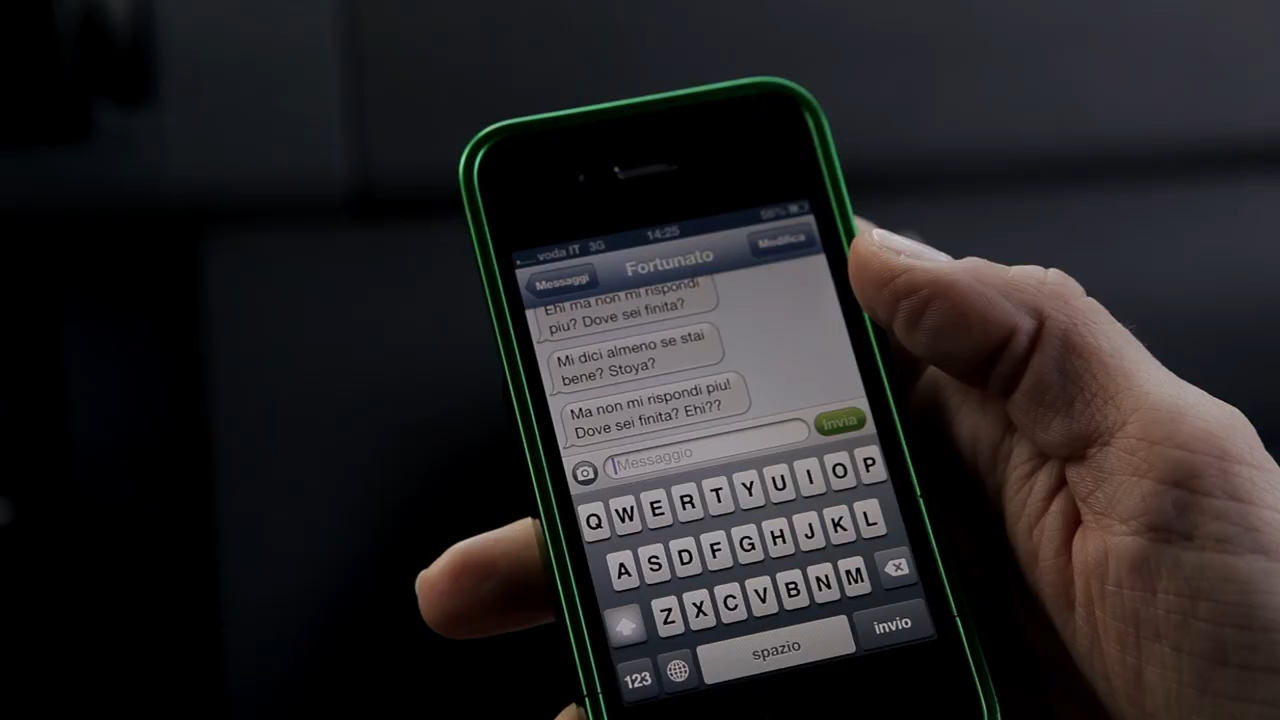 voda IT 3G 14:25 56%
Messaggi Fortunato Modifica
Ehi ma non mi rispondi
piu? Dove sei finita?
Mi dici almeno se stai
bene? Stoya?
Ma non mi rispondi piu!
Dove sei finita? Ehi??
Messaggio Invia
Q W E R T Y U I O P
A S D F G H J K L
Z X C V B N M
123 spazio invio